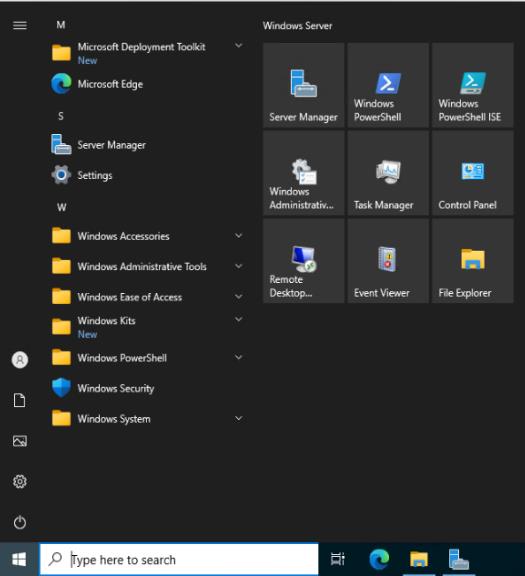 M
Microsoft Deployment Toolkit
New
Microsoft Edge
S
Server Manager
Settings
W
Windows Accessories
Windows Administrative Tools
Windows Ease of Access
Windows Kits
New
Windows PowerShell
Windows Security
Windows System
Windows Server
Server Manager
Windows
PowerShell
Windows
PowerShell ISE
Windows
Administrativ...
Task Manager
Control Panel
Remote
Desktop...
Event Viewer
File Explorer
Type here to search